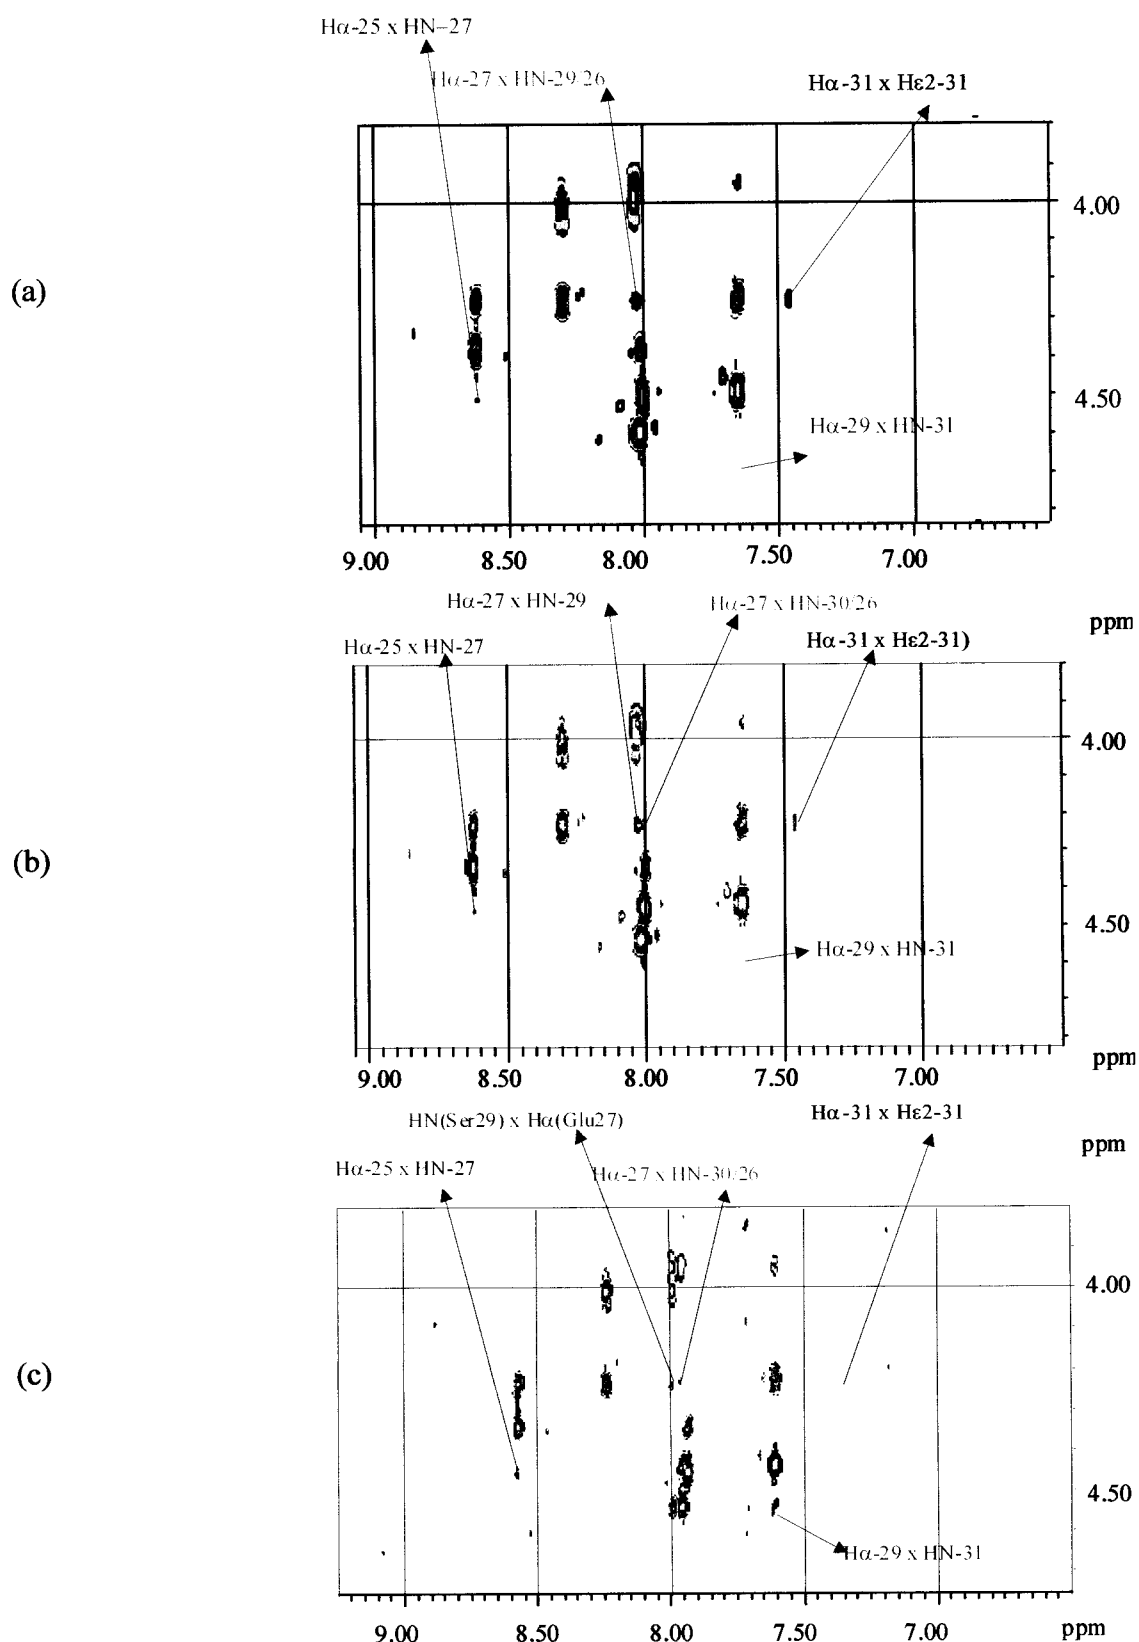 Hα-25 x HN–27
Hα-27 x HN-29/26
Hα-31 x Hε2-31
4.00
(a)
4.50
Hα-29 x HN-31
9.00 8.50 8.00 7.50 7.00
Hα-27 x HN-29 Hα-27 x HN-30/26
ppm
Hα-25 x HN-27 Hα-31 x Hε2-31)
4.00
(b)
4.50
Hα-29 x HN-31
ppm
9.00 8.50 8.00 7.50 7.00
HN(Ser29) x Hα(Glu27) Hα-31 x Hε2-31
ppm
Hα-25 x HN-27 Hα-27 x HN-30/26
4.00
(c)
4.50
Hα-29 x HN-31
9.00 8.50 8.00 7.50 7.00 ppm